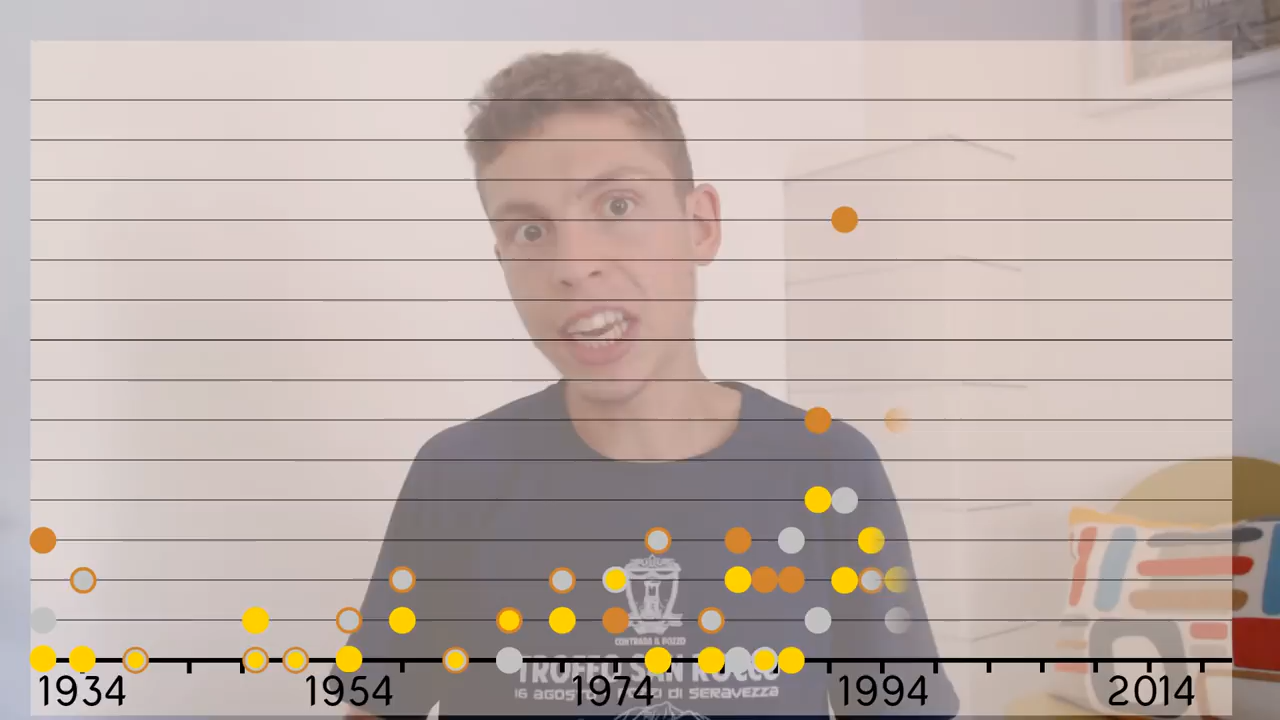 CONTRADA IL POZZO
TROFEO SAN ROCCO
16 AGOSTO
DI SERAVEZZA
1934 1954 1974 1994 2014